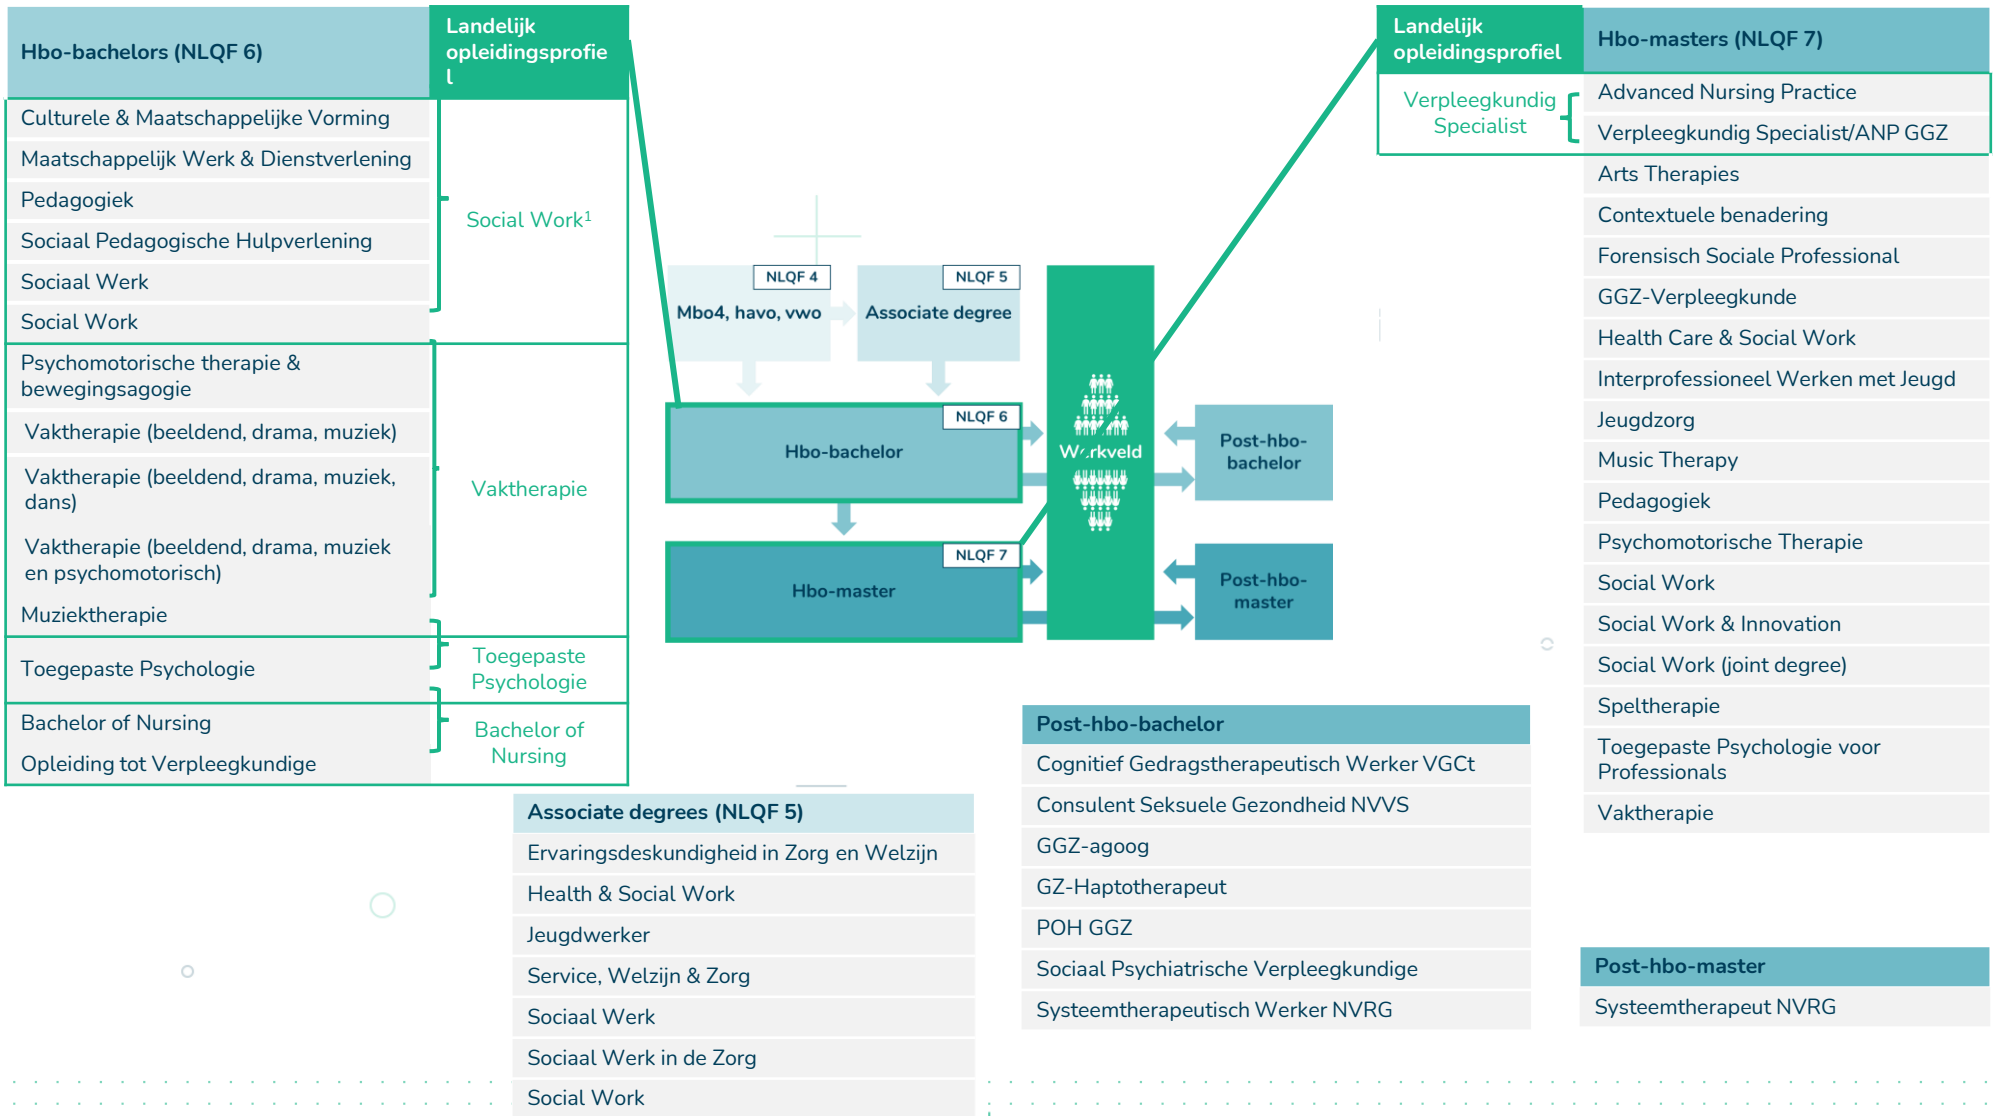 Hbo-bachelors (NLQF 6)
Landelijk
opleidingsprofie
l
Culturele & Maatschappelijke Vorming
Maatschappelijk Werk & Dienstverlening
Pedagogiek
Sociaal Pedagogische Hulpverlening
Sociaal Werk
Social Work
Social Work¹
Psychomotorische therapie &
bewegingsagogie
Vaktherapie (beeldend, drama, muziek)
Vaktherapie (beeldend, drama, muziek,
dans)
Vaktherapie (beeldend, drama, muziek
en psychomotorisch)
Muziektherapie
Vaktherapie
Toegepaste Psychologie
Toegepaste
Psychologie
Bachelor of Nursing
Opleiding tot Verpleegkundige
Bachelor of
Nursing
NLQF 4
Mbo4, havo, vwo
NLQF 5
Associate degree
NLQF 6
Hbo-bachelor
NLQF 7
Hbo-master
Werkveld
Post-hbo-
bachelor
Post-hbo-
master
Associate degrees (NLQF 5)
Ervaringsdeskundigheid in Zorg en Welzijn
Health & Social Work
Jeugdwerker
Service, Welzijn & Zorg
Sociaal Werk
Sociaal Werk in de Zorg
Social Work
Post-hbo-bachelor
Cognitief Gedragstherapeutisch Werker VGCt
Consulent Seksuele Gezondheid NVVS
GGZ-agoog
GZ-Haptotherapeut
POH GGZ
Sociaal Psychiatrische Verpleegkundige
Systeemtherapeutisch Werker NVRG
Landelijk
opleidingsprofiel
Hbo-masters (NLQF 7)
Verpleegkundig
Specialist
Advanced Nursing Practice
Verpleegkundig Specialist/ANP GGZ
Arts Therapies
Contextuele benadering
Forensisch Sociale Professional
GGZ-Verpleegkunde
Health Care & Social Work
Interprofessioneel Werken met Jeugd
Jeugdzorg
Music Therapy
Pedagogiek
Psychomotorische Therapie
Social Work
Social Work & Innovation
Social Work (joint degree)
Speltherapie
Toegepaste Psychologie voor
Professionals
Vaktherapie
Post-hbo-master
Systeemtherapeut NVRG